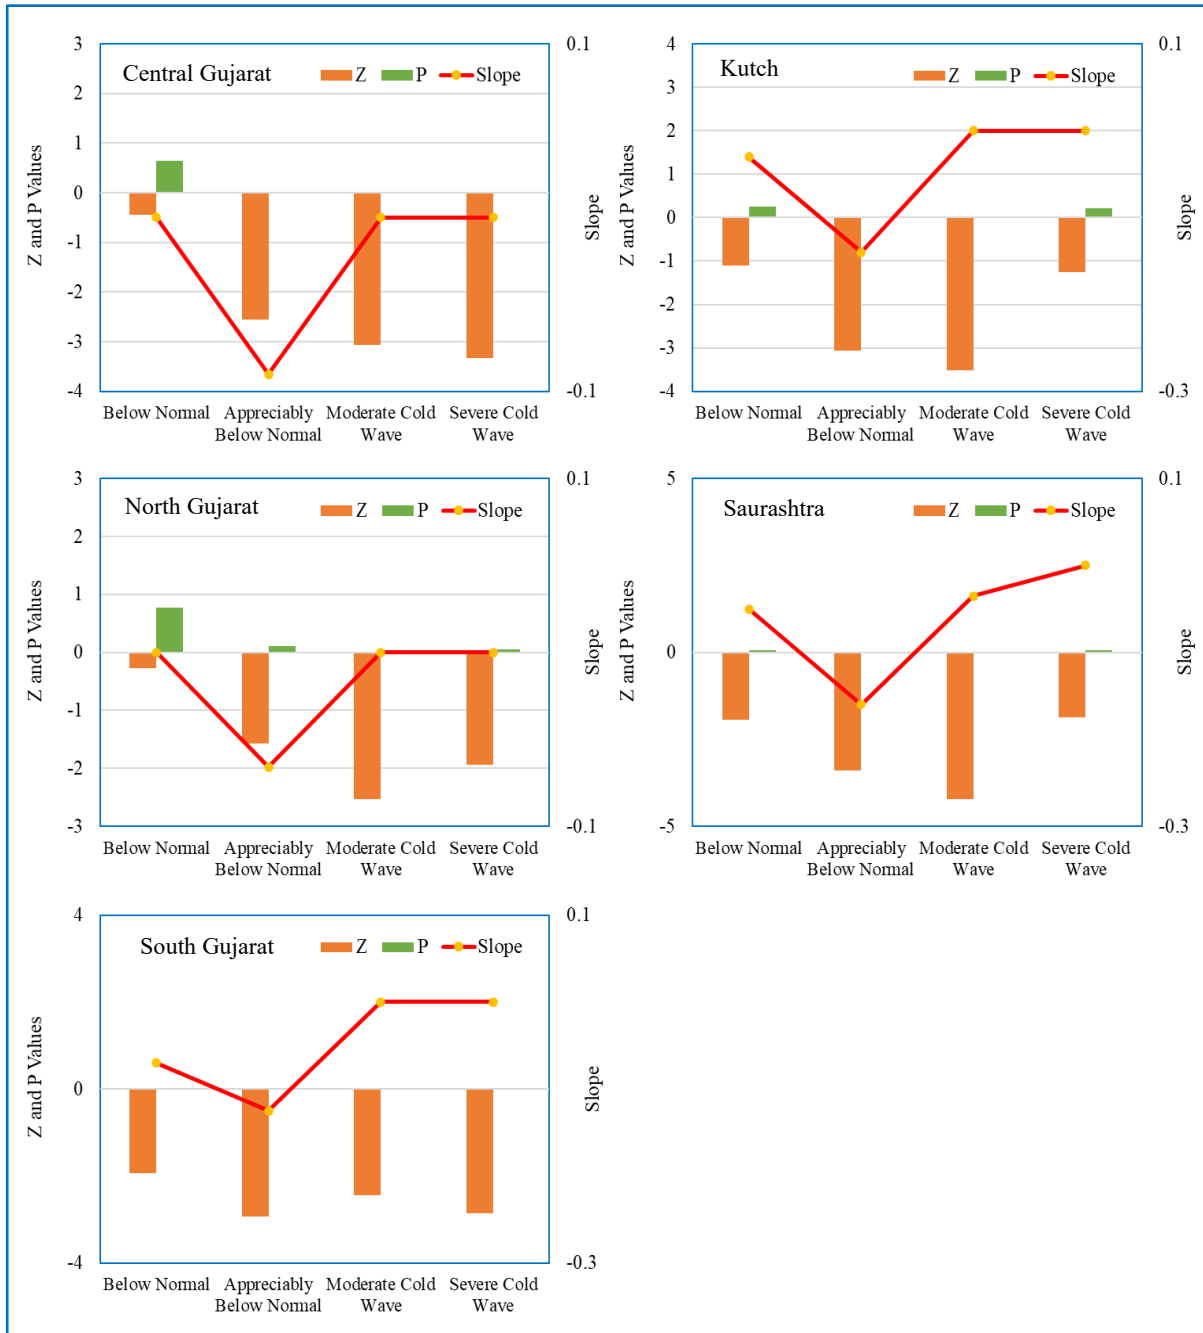 Central Gujarat
Z P Slope
3
2
1
0
-1
-2
-3
-4
Z and P Values
0.1
-0.1
Slope
Below Normal
Appreciably Below Normal
Moderate Cold Wave
Severe Cold Wave
Kutch
Z P Slope
4
3
2
1
0
-1
-2
-3
-4
Z and P Values
0.1
-0.3
Slope
Below Normal
Appreciably Below Normal
Moderate Cold Wave
Severe Cold Wave
North Gujarat
Z P Slope
3
2
1
0
-1
-2
-3
Z and P Values
0.1
-0.1
Slope
Below Normal
Appreciably Below Normal
Moderate Cold Wave
Severe Cold Wave
Saurashtra
Z P Slope
5
0
-5
Z and P Values
0.1
-0.3
Slope
Below Normal
Appreciably Below Normal
Moderate Cold Wave
Severe Cold Wave
South Gujarat
Z P Slope
4
0
-4
Z and P Values
0.1
-0.3
Slope
Below Normal
Appreciably Below Normal
Moderate Cold Wave
Severe Cold Wave